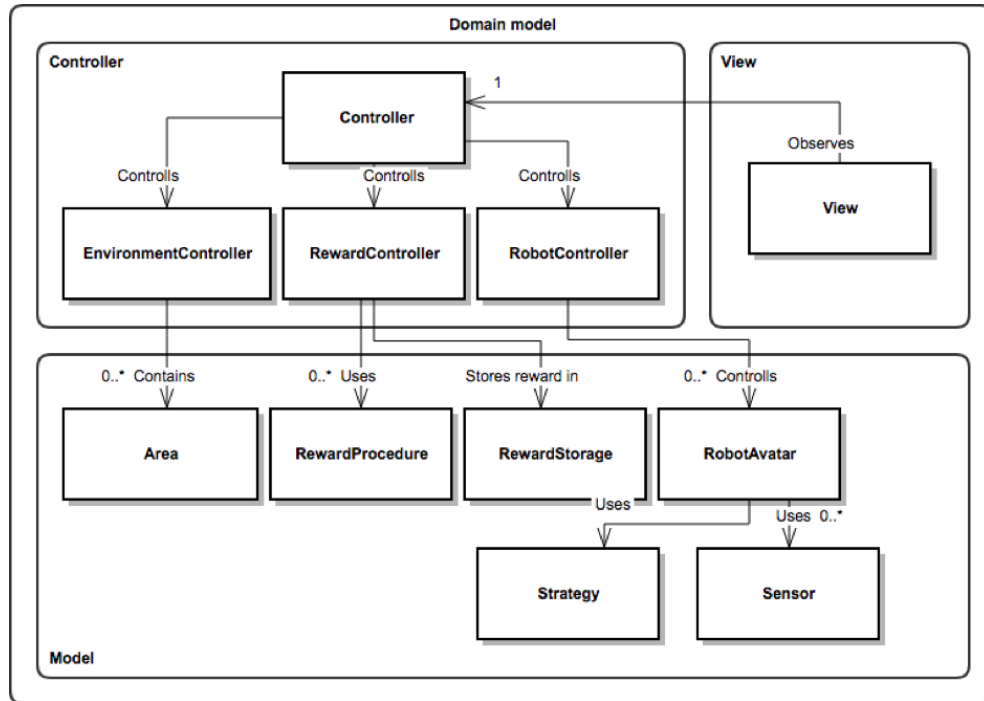 Domain model
Controller
View
1
Controller
Observes
Controlls
Controlls
Controlls
View
EnvironmentController
RewardController
RobotController
0..* Contains
0..* Uses
Stores reward in
0..* Controlls
Area
RewardProcedure
RewardStorage
RobotAvatar
Uses
Uses 0..*
Strategy
Sensor
Model